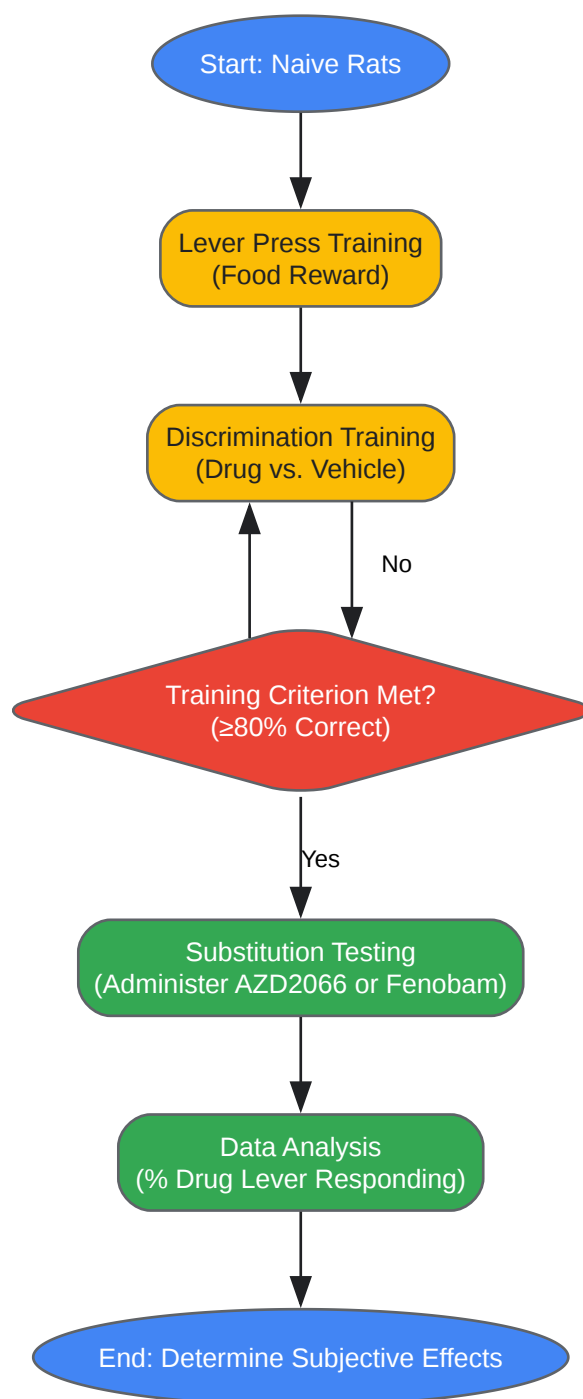 Start: Naive Rats
Lever Press Training
(Food Reward)
Discrimination Training
(Drug vs. Vehicle)
No
Training Criterion Met?
(≥80% Correct)
Yes
Substitution Testing
(Administer AZD2066 or Fenobam)
Data Analysis
(% Drug Lever Responding)
End: Determine Subjective Effects